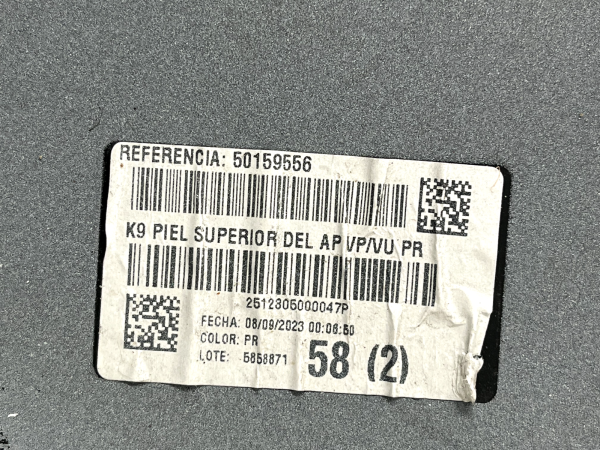 REFERENCIA: 50159556
K9 PIEL SUPERIOR DEL AP VP/VU PR
2512305000047P
FECHA: 08/09/2023 00:06:50
COLOR: PR
LOTE: 5858871
58 (2)